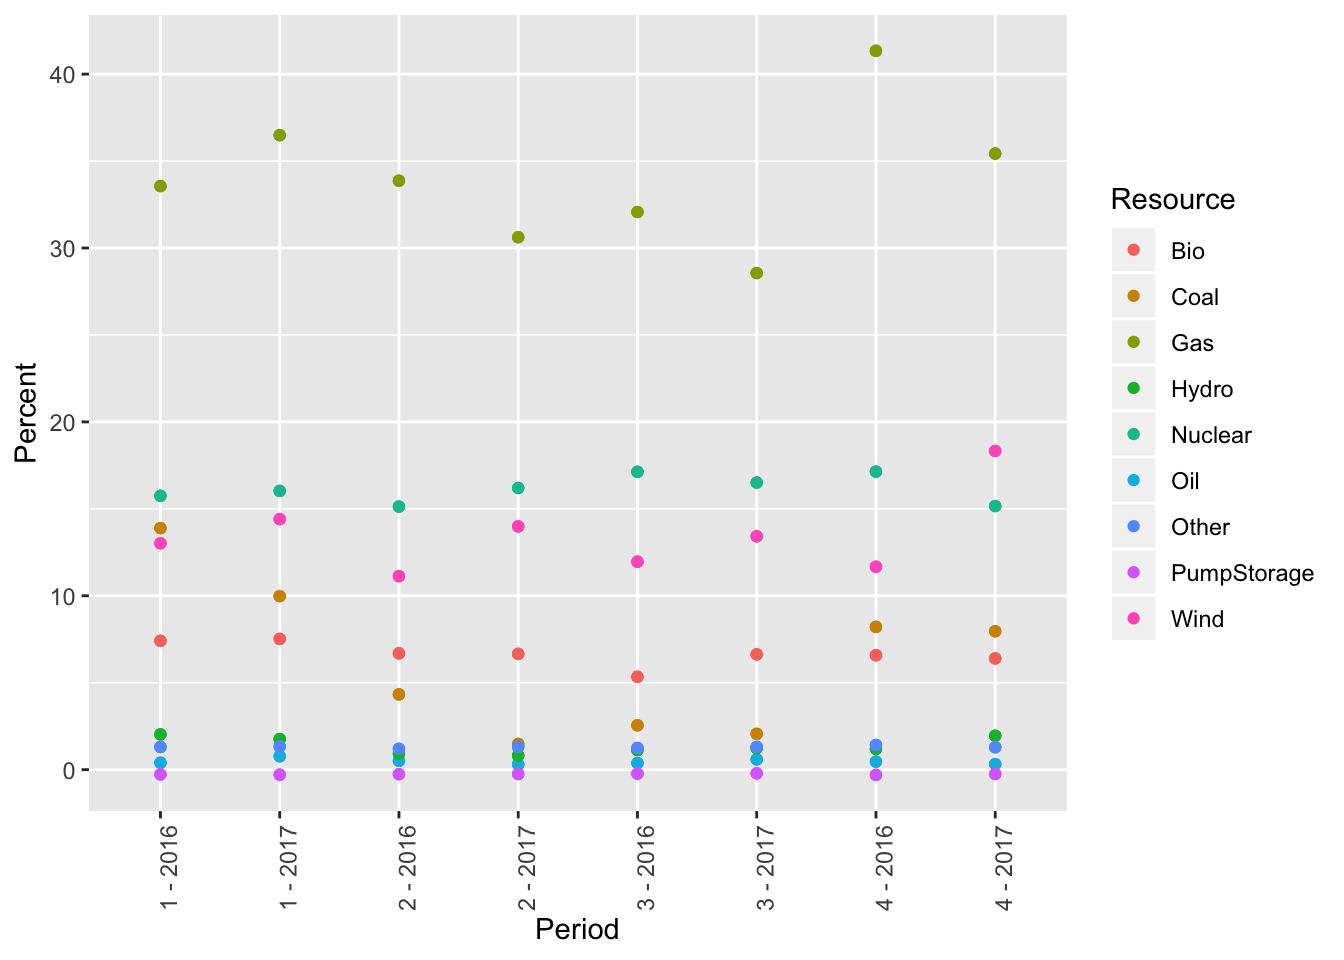 40
30
20
10
0
Percent
1 - 2016
1 - 2017
2 - 2016
2 - 2017
3 - 2016
3 - 2017
4 - 2016
4 - 2017
Period
Resource
Bio
Coal
Gas
Hydro
Nuclear
Oil
Other
PumpStorage
Wind